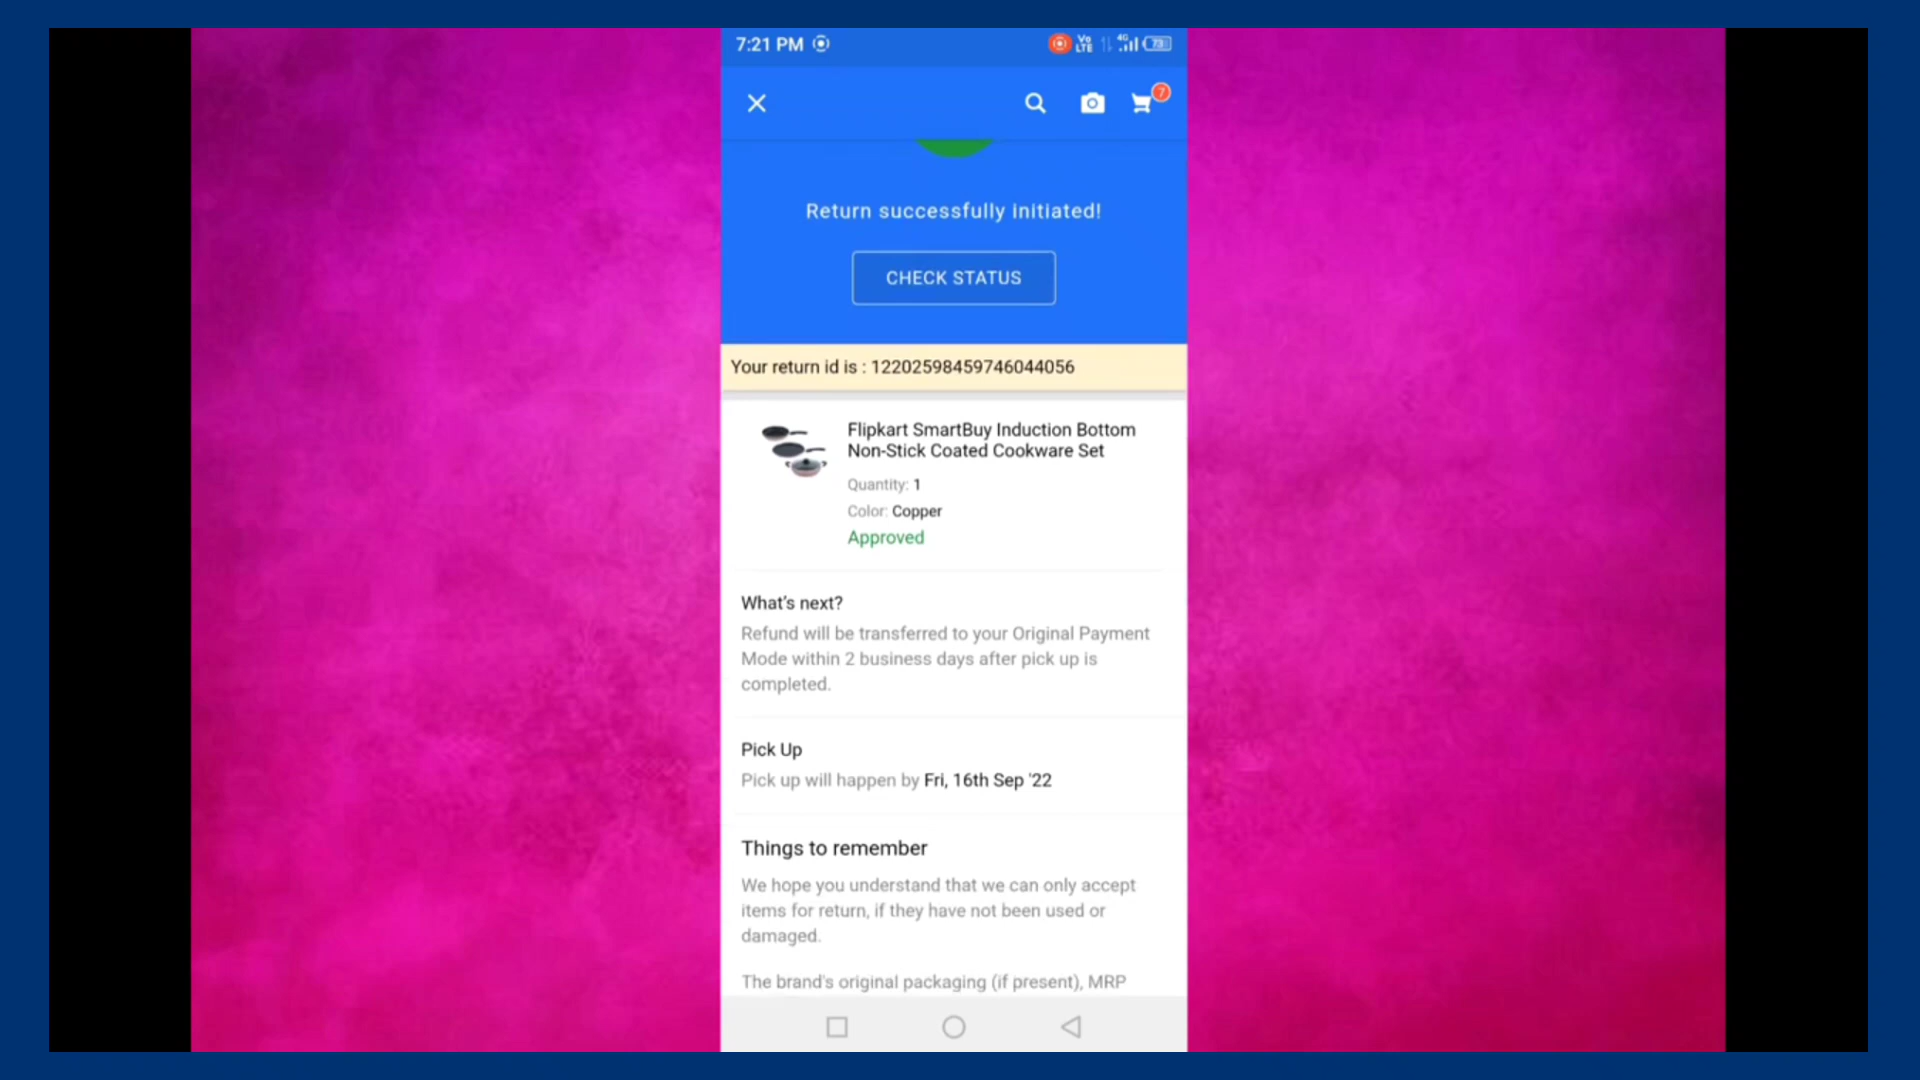 7:21 PM
Vo LTE 4G 73
7
Return successfully initiated!
CHECK STATUS
Your return id is : 12202598459746044056
Flipkart SmartBuy Induction Bottom
Non-Stick Coated Cookware Set
Quantity: 1
Color: Copper
Approved
What's next?
Refund will be transferred to your Original Payment
Mode within 2 business days after pick up is
completed.
Pick Up
Pick up will happen by Fri, 16th Sep '22
Things to remember
We hope you understand that we can only accept
items for return, if they have not been used or
damaged.
The brand's original packaging (if present), MRP